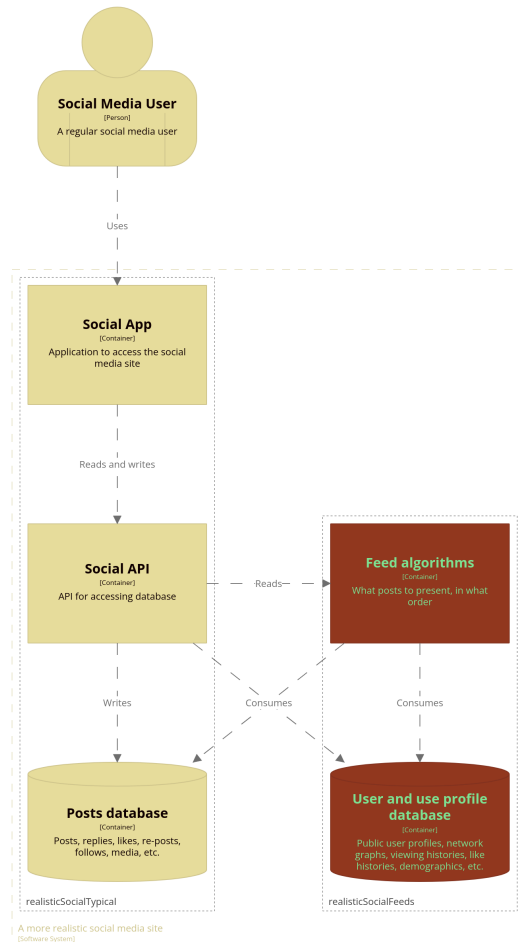 Social Media User
[Person]
A regular social media user
Uses
Social App
[Container]
Application to access the social
media site
Reads and writes
Social API
[Container]
API for accessing database
Reads
Feed algorithms
[Container]
What posts to present, in what
order
Writes
Consumes
Consumes
Posts database
[Container]
Posts, replies, likes, re-posts,
follows, media, etc.
User and use profile
database
[Container]
Public user profiles, network
graphs, viewing histories, like
histories, demographics, etc.
realisticSocialTypical
realisticSocialFeeds
A more realistic social media site
[Software System]